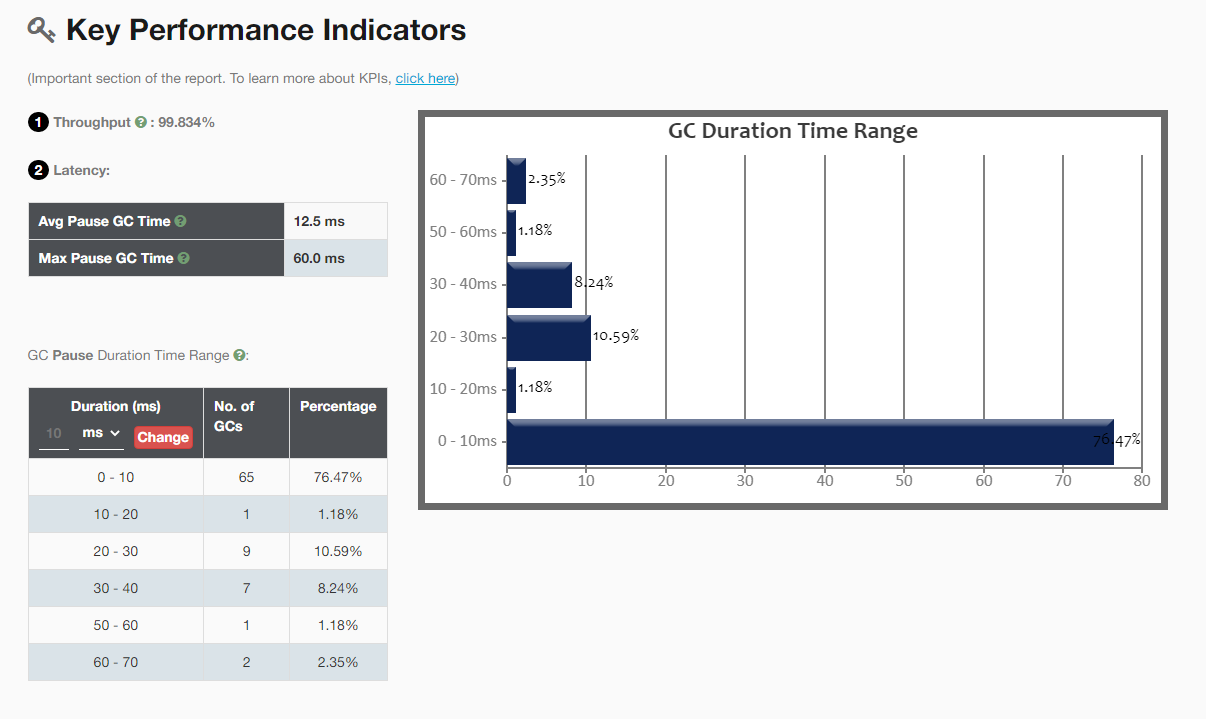 Key Performance Indicators
(Important section of the report. To learn more about KPIs, click here)
1 Throughput ? : 99.834%
2 Latency:
Avg Pause GC Time ? 12.5 ms
Max Pause GC Time ? 60.0 ms
GC Pause Duration Time Range ?:
Duration (ms) No. of GCs Percentage
10 ms Change
0 - 10 65 76.47%
10 - 20 1 1.18%
20 - 30 9 10.59%
30 - 40 7 8.24%
50 - 60 1 1.18%
60 - 70 2 2.35%
GC Duration Time Range
60 - 70ms 2.35%
50 - 60ms 1.18%
30 - 40ms 8.24%
20 - 30ms 10.59%
10 - 20ms 1.18%
0 - 10ms 76.47%
0 10 20 30 40 50 60 70 80